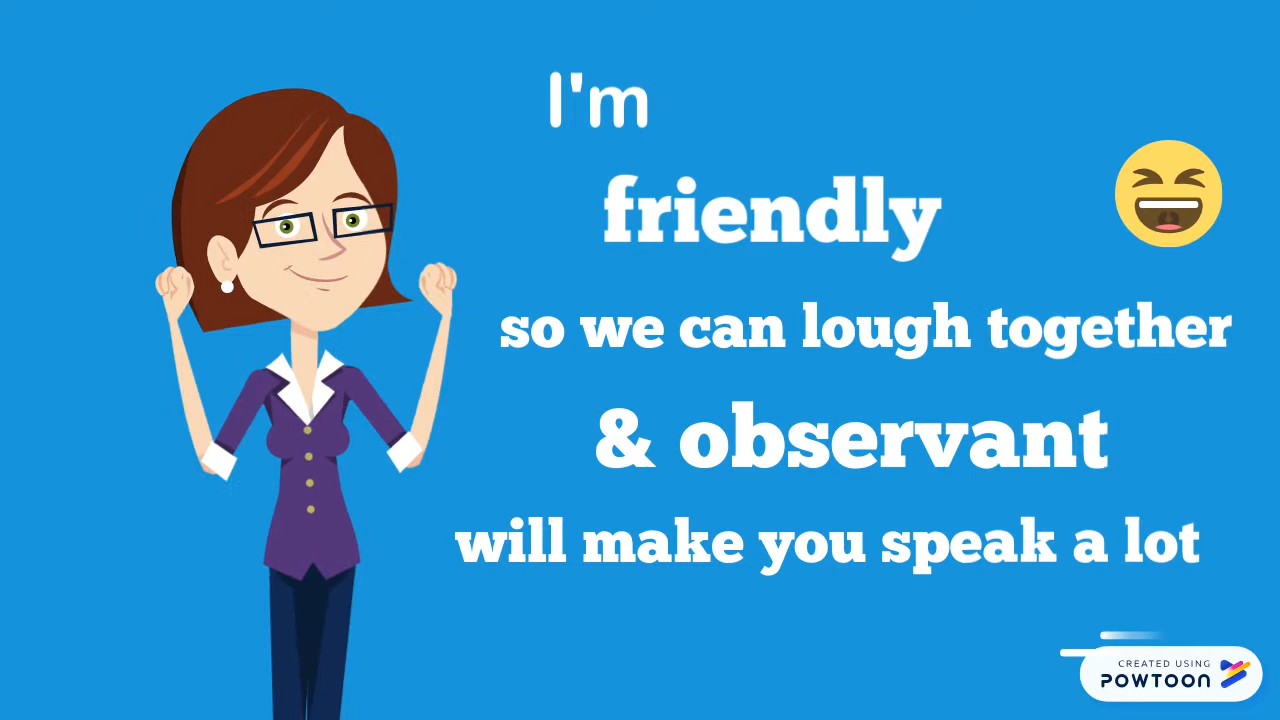 I'm
friendly
so we can lough together
& observant
will make you speak a lot
CREATED USING
POWTOON